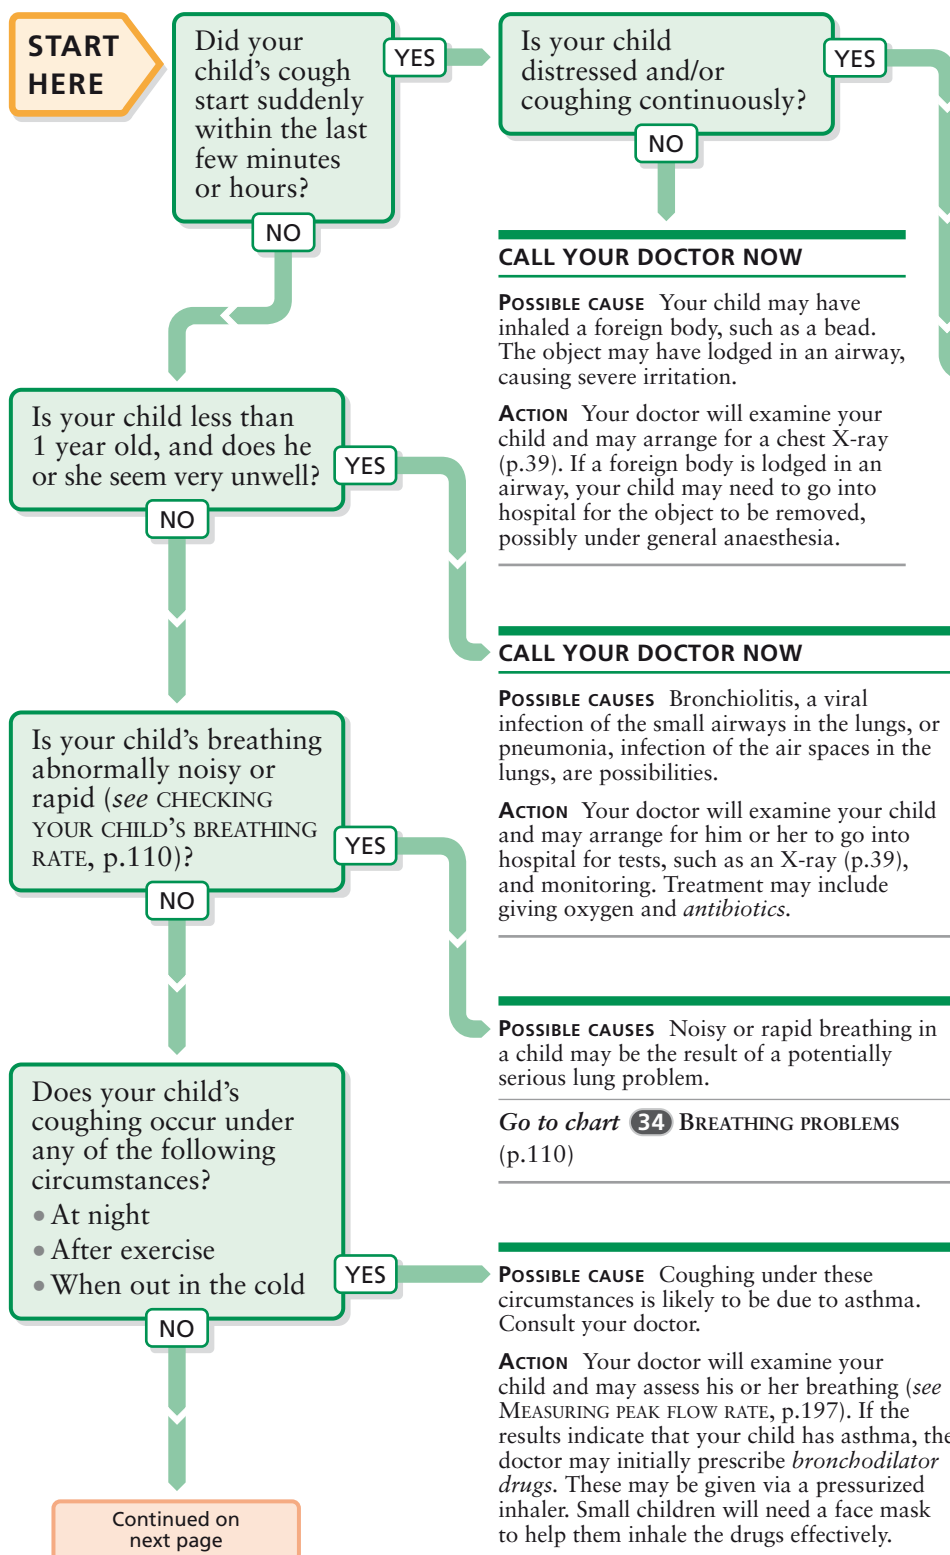 START
HERE
Did your
child's cough
start suddenly
within the last
few minutes
or hours?
YES
NO
Is your child
distressed and/or
coughing continuously?
YES
NO
CALL YOUR DOCTOR NOW
POSSIBLE CAUSE Your child may have
inhaled a foreign body, such as a bead.
The object may have lodged in an airway,
causing severe irritation.
ACTION Your doctor will examine your
child and may arrange for a chest X-ray
(p.39). If a foreign body is lodged in an
airway, your child may need to go into
hospital for the object to be removed,
possibly under general anaesthesia.
Is your child less than
1 year old, and does he
or she seem very unwell?
YES
NO
CALL YOUR DOCTOR NOW
POSSIBLE CAUSES Bronchiolitis, a viral
infection of the small airways in the lungs, or
pneumonia, infection of the air spaces in the
lungs, are possibilities.
ACTION Your doctor will examine your child
and may arrange for him or her to go into
hospital for tests, such as an X-ray (p.39),
and monitoring. Treatment may include
giving oxygen and antibiotics.
Is your child's breathing
abnormally noisy or
rapid (see CHECKING
YOUR CHILD'S BREATHING
RATE, p.110)?
YES
NO
POSSIBLE CAUSES Noisy or rapid breathing in
a child may be the result of a potentially
serious lung problem.
Go to chart 34 BREATHING PROBLEMS
(p.110)
Does your child's
coughing occur under
any of the following
circumstances?
• At night
• After exercise
• When out in the cold
YES
NO
POSSIBLE CAUSE Coughing under these
circumstances is likely to be due to asthma.
Consult your doctor.
ACTION Your doctor will examine your
child and may assess his or her breathing (see
MEASURING PEAK FLOW RATE, p.197). If the
results indicate that your child has asthma, the
doctor may initially prescribe bronchodilator
drugs. These may be given via a pressurized
inhaler. Small children will need a face mask
to help them inhale the drugs effectively.
Continued on
next page